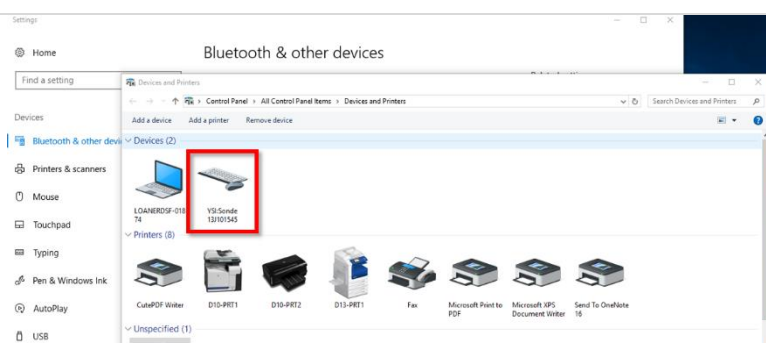 Settings
Home
Bluetooth & other devices
Find a setting
Devices and Printers
Control Panel > All Control Panel Items > Devices and Printers
Search Devices and Printers
Add a device Add a printer Remove device
Devices
Bluetooth & other devi
Printers & scanners
Mouse
Touchpad
Typing
Pen & Windows Ink
AutoPlay
USB
Devices (2)
LOANERDSF-018
74
YSI:Sonde
13J101545
Printers (8)
CutePDF Writer
D10-PRT1
D10-PRT2
D13-PRT1
Fax
Microsoft Print to
PDF
Microsoft XPS
Document Writer
Send To OneNote
16
Unspecified (1)